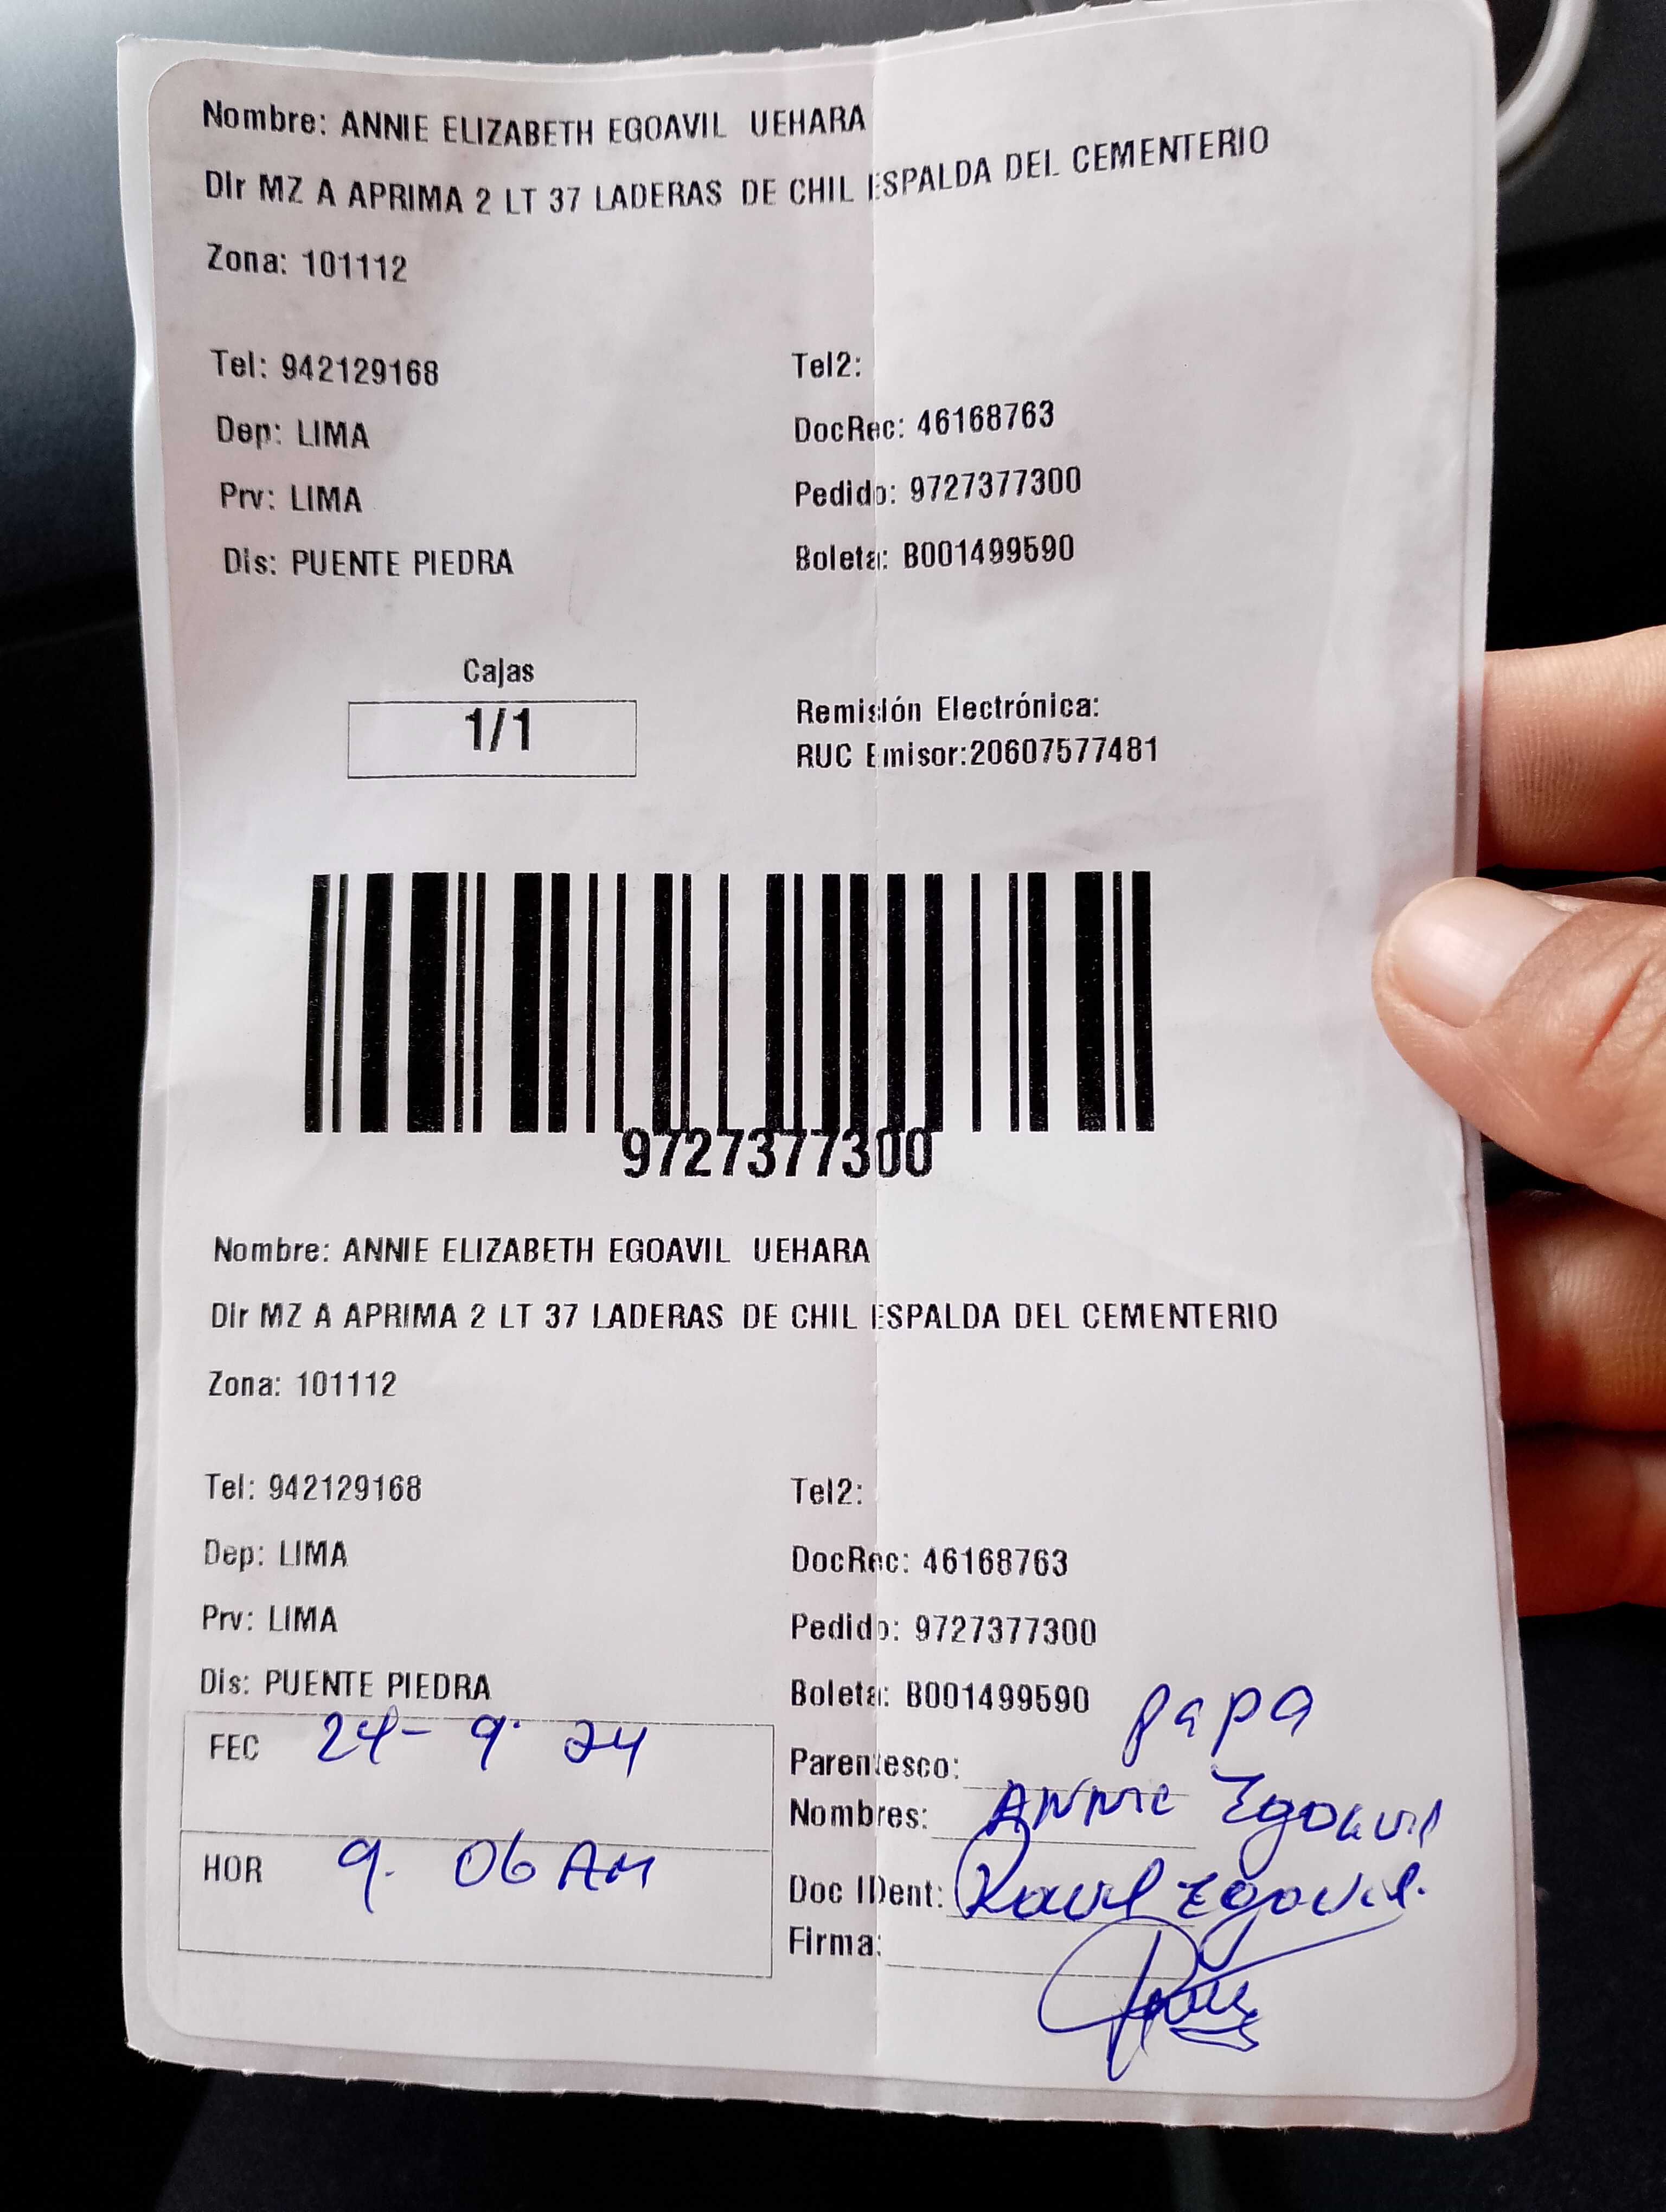 Nombre: ANNIE ELIZABETH EGOAVIL UEHARA
Dir MZ A APRIMA 2 LT 37 LADERAS DE CHIL ESPALDA DEL CEMENTERIO
Zona: 101112
Tel: 942129168 Tel2:
Dep: LIMA DocRec: 46168763
Prv: LIMA Pedido: 9727377300
Dis: PUENTE PIEDRA Boleta: B001499590
Cajas
1/1
Remisión Electrónica:
RUC Emisor:20607577481
9727377300
Nombre: ANNIE ELIZABETH EGOAVIL UEHARA
Dir MZ A APRIMA 2 LT 37 LADERAS DE CHIL ESPALDA DEL CEMENTERIO
Zona: 101112
Tel: 942129168 Tel2:
Dep: LIMA DocRec: 46168763
Prv: LIMA Pedido: 9727377300
Dis: PUENTE PIEDRA Boleta: B001499590
FEC 24-9. 24
HOR 9. 06 AM
Parentesco: papa
Nombres: ANNIE Egoavil
Doc IDent: Raul Egoavil.
Firma: